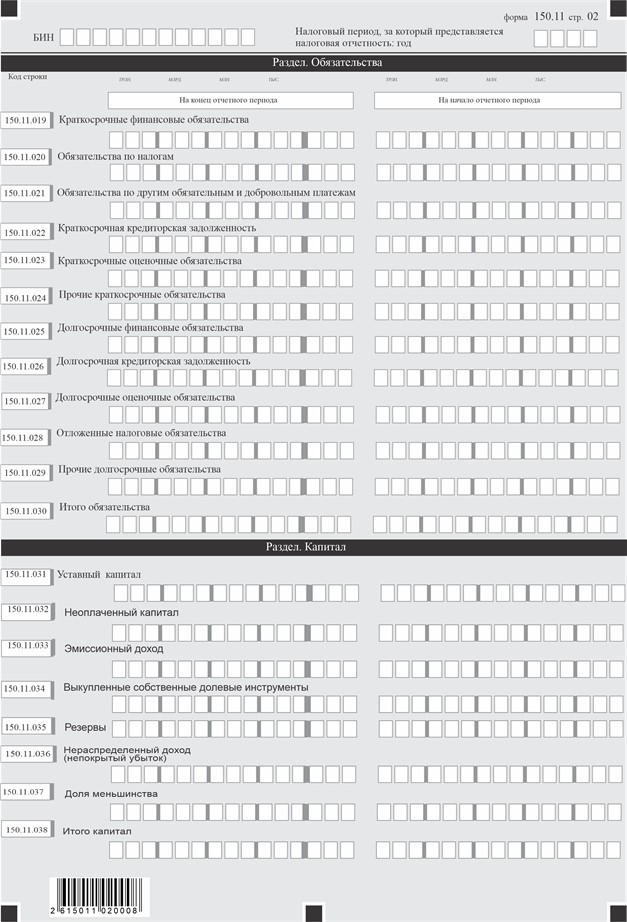 форма 150.11 стр. 02
БИН
Налоговый период, за который представляется
налоговая отчетность: год
Раздел. Обязательства
Код строки
ТРЛН МЛРД МЛН ТЫС ТРЛН МЛРД МЛН ТЫС
На конец отчетного периода На начало отчетного периода
150.11.019 Краткосрочные финансовые обязательства
150.11.020 Обязательства по налогам
150.11.021 Обязательства по другим обязательным и добровольным платежам
150.11.022 Краткосрочная кредиторская задолженность
150.11.023 Краткосрочные оценочные обязательства
150.11.024 Прочие краткосрочные обязательства
150.11.025 Долгосрочные финансовые обязательства
150.11.026 Долгосрочная кредиторская задолженность
150.11.027 Долгосрочные оценочные обязательства
150.11.028 Отложенные налоговые обязательства
150.11.029 Прочие долгосрочные обязательства
150.11.030 Итого обязательства
Раздел. Капитал
150.11.031 Уставный капитал
150.11.032 Неоплаченный капитал
150.11.033 Эмиссионный доход
150.11.034 Выкупленные собственные долевые инструменты
150.11.035 Резервы
150.11.036 Нераспределенный доход
(непокрытый убыток)
150.11.037 Доля меньшинства
150.11.038 Итого капитал
2 615011 020008